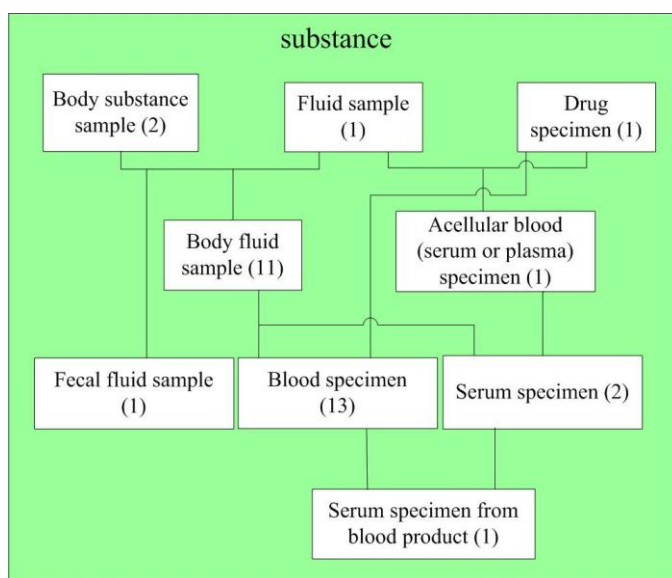 substance
Body substance
sample (2)
Fluid sample
(1)
Drug
specimen (1)
Body fluid
sample (11)
Acellular blood
(serum or plasma)
specimen (1)
Fecal fluid sample
(1)
Blood specimen
(13)
Serum specimen (2)
Serum specimen from
blood product (1)